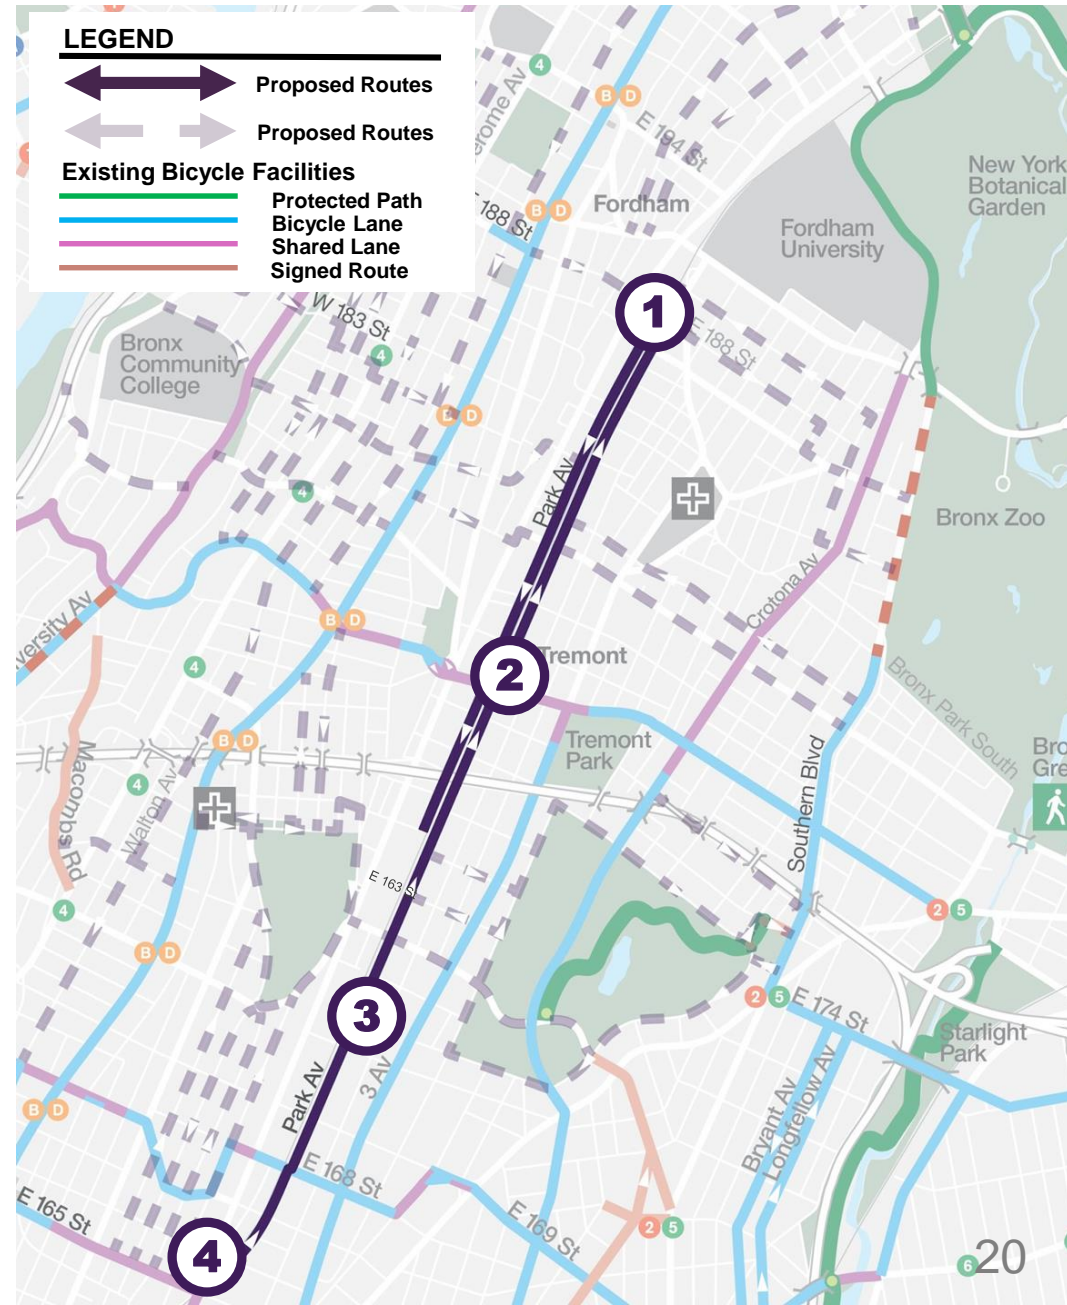 LEGEND
Proposed Routes
Proposed Routes
Existing Bicycle Facilities
Protected Path
Bicycle Lane
Shared Lane
Signed Route
4
B D
E 194 St
New York
Botanical
Garden
Fordham
B D
188 St
Fordham
University
1
W 183 St
E 188 St
Bronx
Community
College
4
B D
Park Av
4
Bronx Zoo
Crotona Av
B D
2
Tremont
4
Bronx Park South
B D
Tremont
Park
Southern Blvd
4
Walton Av
Macombs Rd
E 163 S
4
2 5
B D
3
2 5
E 174 St
Starlight
Park
3 Av
Park Av
B D
Bryant Av
Longfellow Av
E 168 St
E 165 St
E 169 St
2 5
4
6
20